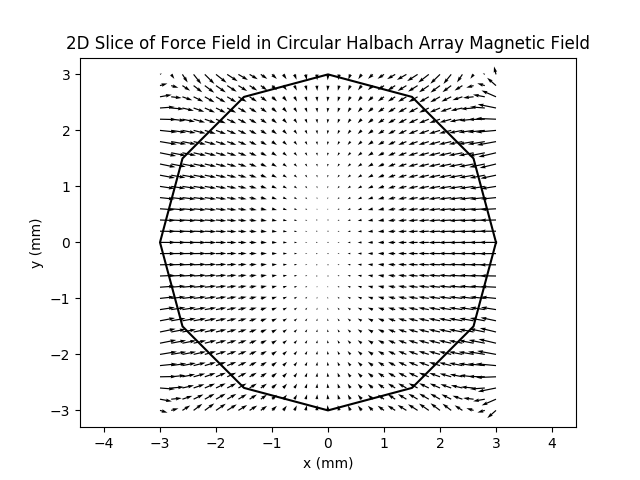 2D Slice of Force Field in Circular Halbach Array Magnetic Field
3
2
1
0
−1
−2
−3
y (mm)
−4 −3 −2 −1 0 1 2 3 4
x (mm)